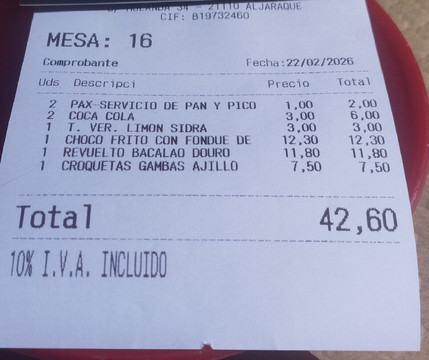 34 - 21110 ALJARAQUE
CIF: B19732460
MESA: 16
Comprobante Fecha:22/02/2026
Uds Descripci Precio Total
2 PAX-SERVICIO DE PAN Y PICO 1,00 2,00
2 COCA COLA 3,00 6,00
1 T. VER. LIMON SIDRA 3,00 3,00
1 CHOCO FRITO CON FONDUE DE 12,30 12,30
1 REVUELTO BACALAO DOURO 11,80 11,80
1 CROQUETAS GAMBAS AJILLO 7,50 7,50
Total 42,60
10% I.V.A. INCLUIDO